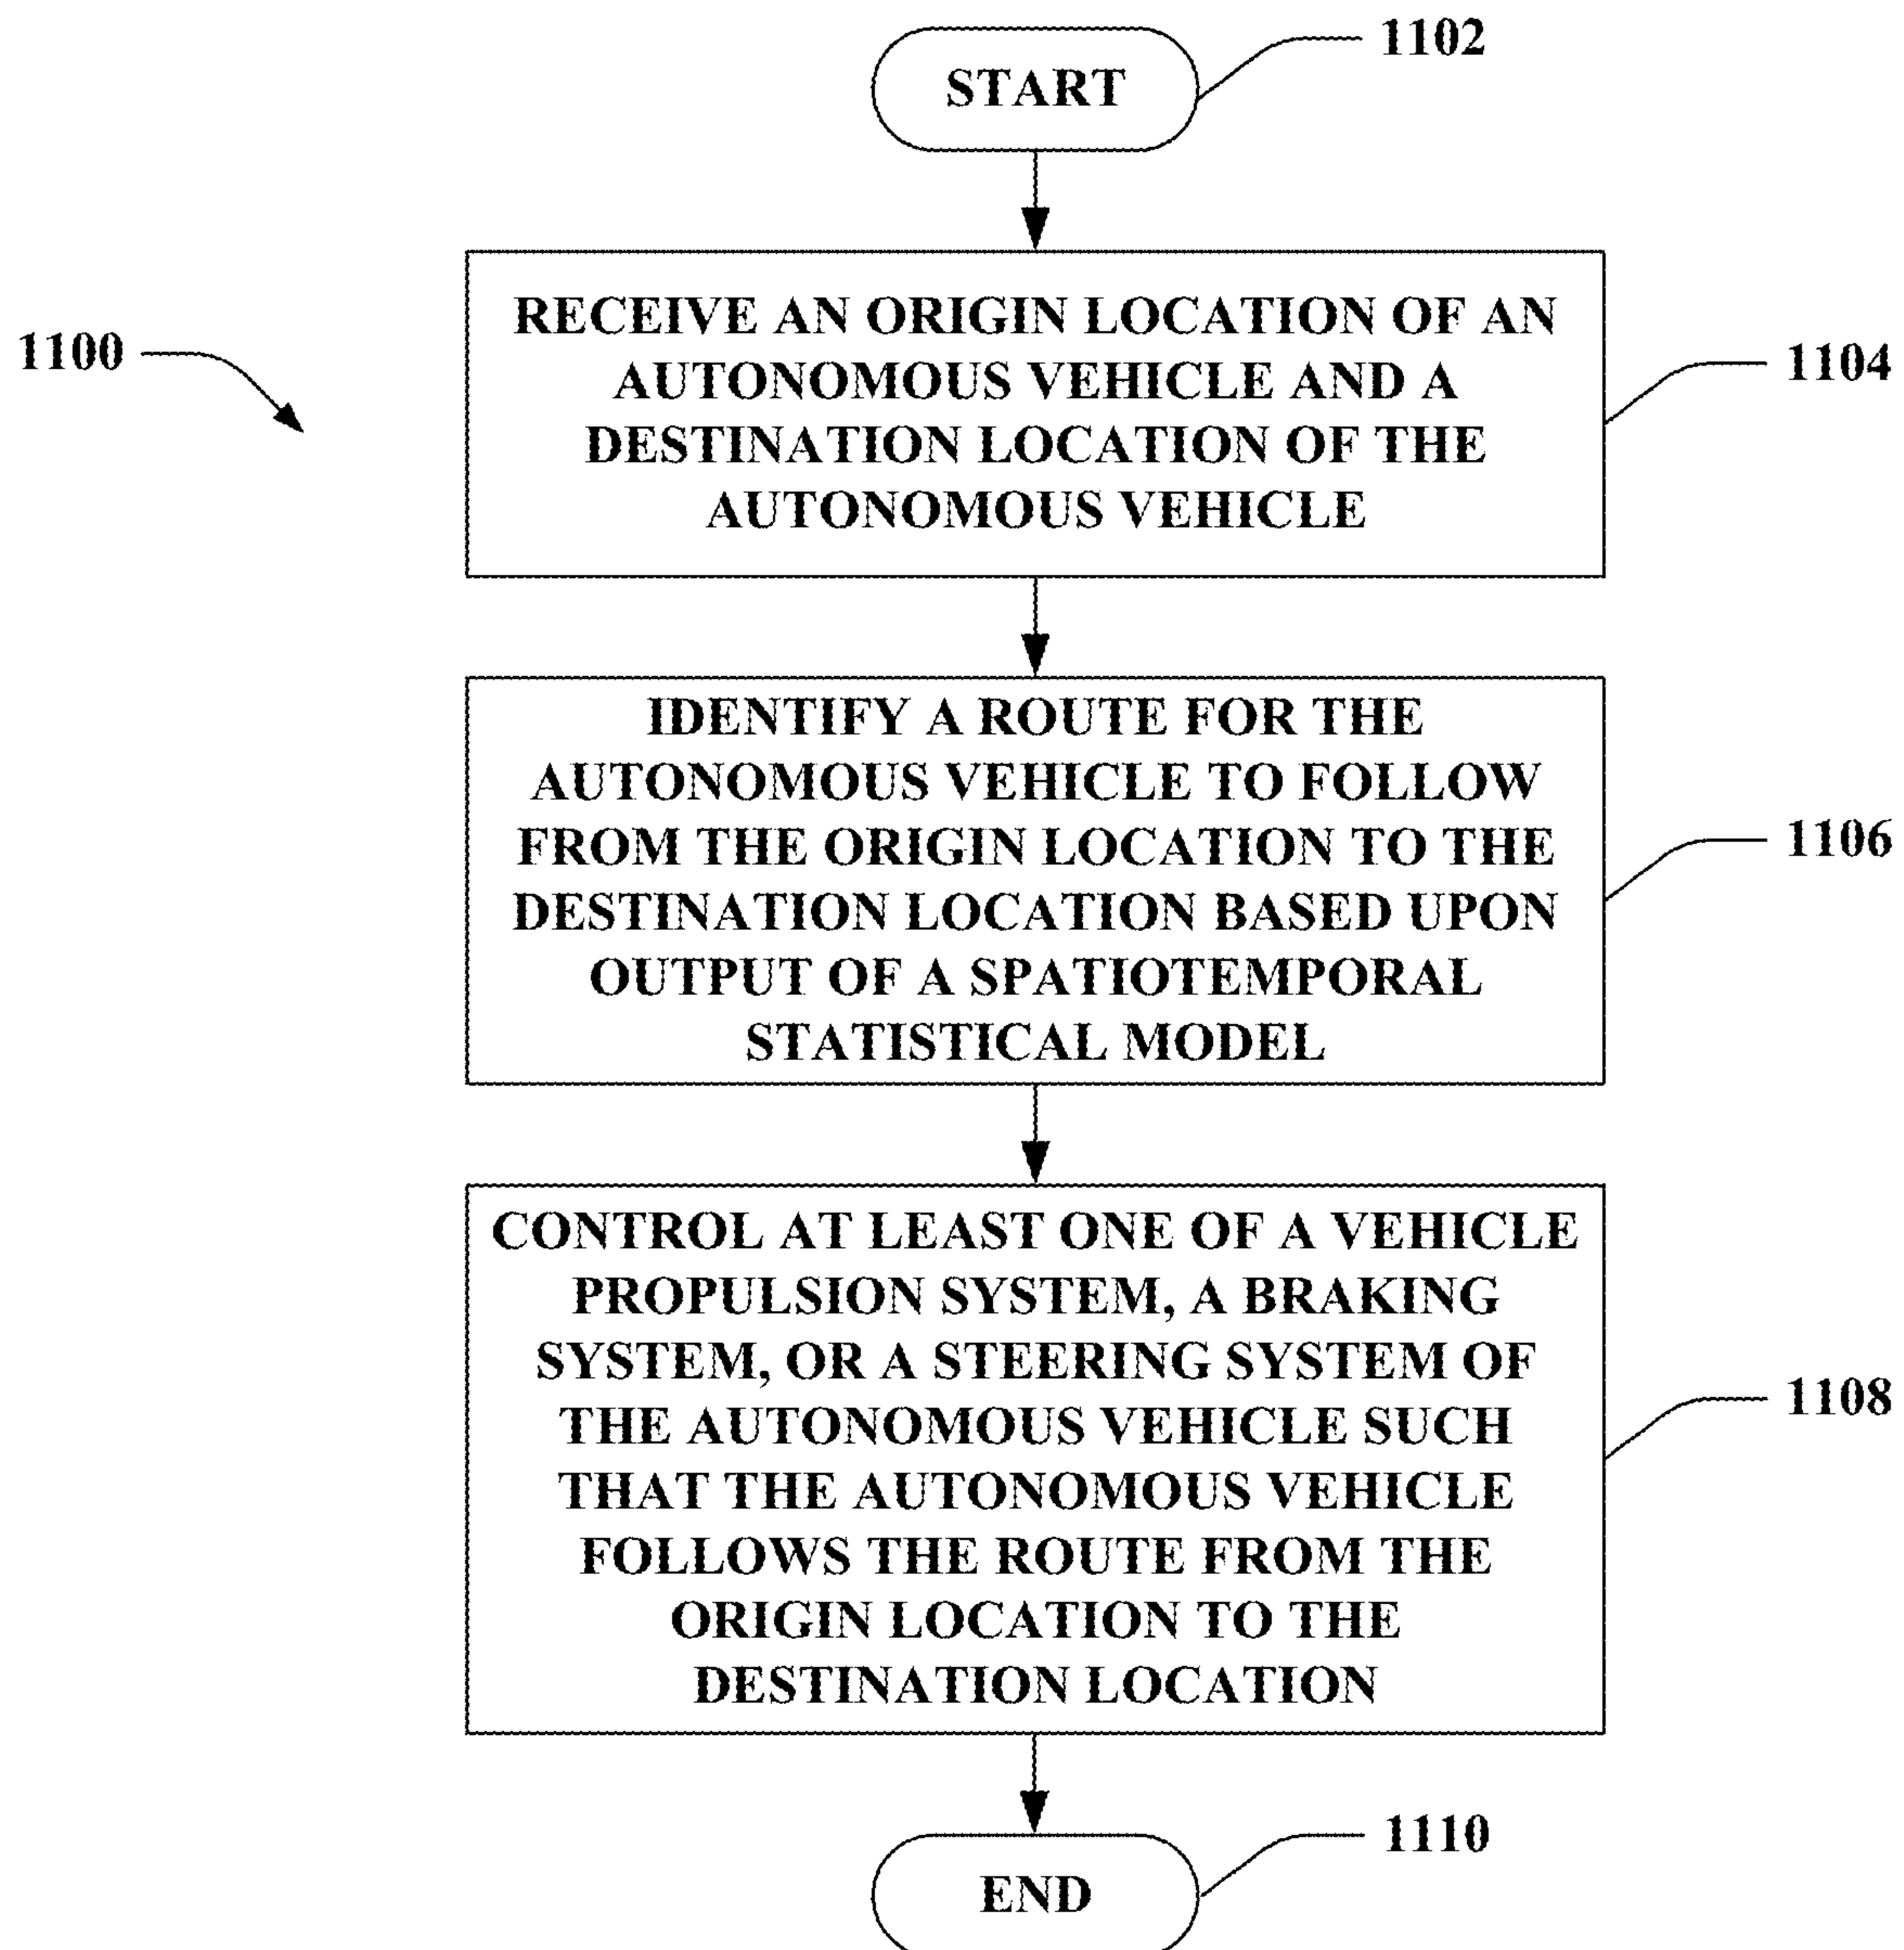 1102
START
1100
RECEIVE AN ORIGIN LOCATION OF AN
AUTONOMOUS VEHICLE AND A
DESTINATION LOCATION OF THE
AUTONOMOUS VEHICLE
1104
IDENTIFY A ROUTE FOR THE
AUTONOMOUS VEHICLE TO FOLLOW
FROM THE ORIGIN LOCATION TO THE
DESTINATION LOCATION BASED UPON
OUTPUT OF A SPATIOTEMPORAL
STATISTICAL MODEL
1106
CONTROL AT LEAST ONE OF A VEHICLE
PROPULSION SYSTEM, A BRAKING
SYSTEM, OR A STEERING SYSTEM OF
THE AUTONOMOUS VEHICLE SUCH
THAT THE AUTONOMOUS VEHICLE
FOLLOWS THE ROUTE FROM THE
ORIGIN LOCATION TO THE
DESTINATION LOCATION
1108
1110
END